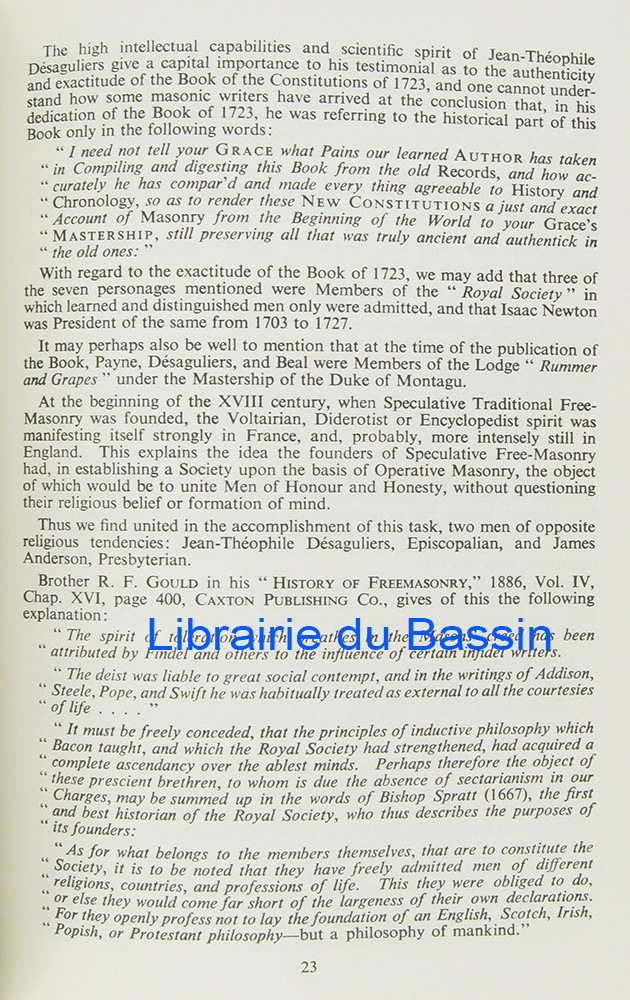 The high intellectual capabilities and scientific spirit of Jean-Théophile
Désaguliers give a capital importance to his testimonial as to the authenticity
and exactitude of the Book of the Constitutions of 1723, and one cannot under-
stand how some masonic writers have arrived at the conclusion that, in his
dedication of the Book of 1723, he was referring to the historical part of this
Book only in the following words:
" I need not tell your GRACE what Pains our learned AUTHOR has taken
" in Compiling and digesting this Book from the old Records, and how ac-
" curately he has compar'd and made every thing agreeable to History and
" Chronology, so as to render these NEW CONSTITUTIONS a just and exact
" Account of Masonry from the Beginning of the World to your Grace's
" MASTERSHIP, still preserving all that was truly ancient and authentick in
" the old ones: "
With regard to the exactitude of the Book of 1723, we may add that three of
the seven personages mentioned were Members of the " Royal Society " in
which learned and distinguished men only were admitted, and that Isaac Newton
was President of the same from 1703 to 1727.
It may perhaps also be well to mention that at the time of the publication of
the Book, Payne, Désaguliers, and Beal were Members of the Lodge " Rummer
and Grapes " under the Mastership of the Duke of Montagu.
At the beginning of the XVIII century, when Speculative Traditional Free-
Masonry was founded, the Voltairian, Diderotist or Encyclopedist spirit was
manifesting itself strongly in France, and, probably, more intensely still in
England. This explains the idea the founders of Speculative Free-Masonry
had, in establishing a Society upon the basis of Operative Masonry, the object
of which would be to unite Men of Honour and Honesty, without questioning
their religious belief or formation of mind.
Thus we find united in the accomplishment of this task, two men of opposite
religious tendencies: Jean-Théophile Désaguliers, Episcopalian, and James
Anderson, Presbyterian.
Brother R. F. GOULD in his " HISTORY OF FREEMASONRY," 1886, Vol. IV,
Chap. XVI, page 400, CAXTON PUBLISHING Co., gives of this the following
explanation:
" The spirit of toleration which breathes in the Masons' creed has been
" attributed by Findel and others to the influence of certain infidel writers.
Librairie du Bassin
" The deist was liable to great social contempt, and in the writings of Addison,
" Steele, Pope, and Swift he was habitually treated as external to all the courtesies
" of life . . . . "
" It must be freely conceded, that the principles of inductive philosophy which
" Bacon taught, and which the Royal Society had strengthened, had acquired a
" complete ascendancy over the ablest minds. Perhaps therefore the object of
" these prescient brethren, to whom is due the absence of sectarianism in our
" Charges, may be summed up in the words of Bishop Spratt (1667), the first
" and best historian of the Royal Society, who thus describes the purposes of
" its founders:
" As for what belongs to the members themselves, that are to constitute the
" Society, it is to be noted that they have freely admitted men of different
" religions, countries, and professions of life. This they were obliged to do,
" or else they would come far short of the largeness of their own declarations.
" For they openly profess not to lay the foundation of an English, Scotch, Irish,
" Popish, or Protestant philosophy—but a philosophy of mankind."
23